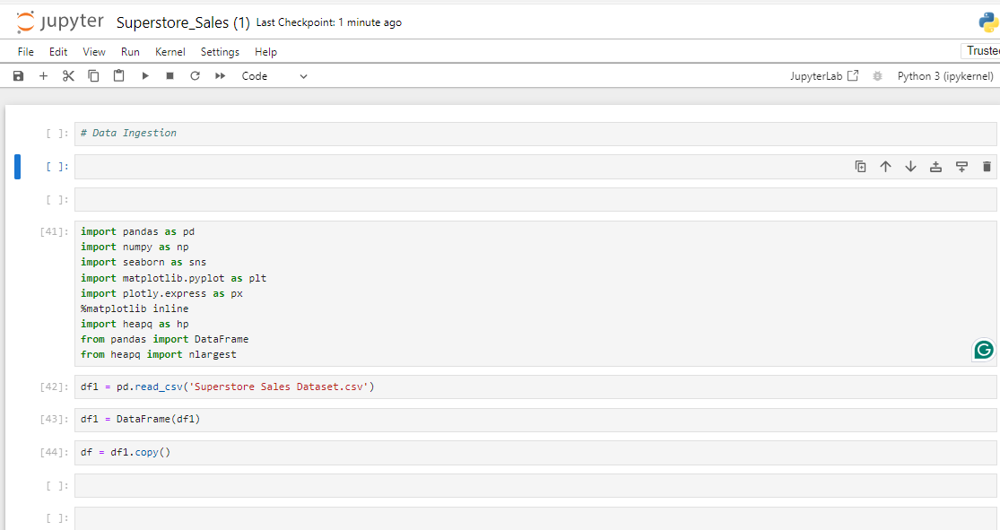 jupyter Superstore_Sales (1) Last Checkpoint: 1 minute ago
File Edit View Run Kernel Settings Help
Code JupyterLab Python 3 (ipykernel)
[ ]: # Data Ingestion
[ ]:
[ ]:
[41]: import pandas as pd
import numpy as np
import seaborn as sns
import matplotlib.pyplot as plt
import plotly.express as px
%matplotlib inline
import heapq as hp
from pandas import DataFrame
from heapq import nlargest
[42]: df1 = pd.read_csv('Superstore Sales Dataset.csv')
[43]: df1 = DataFrame(df1)
[44]: df = df1.copy()
[ ]:
[ ]: